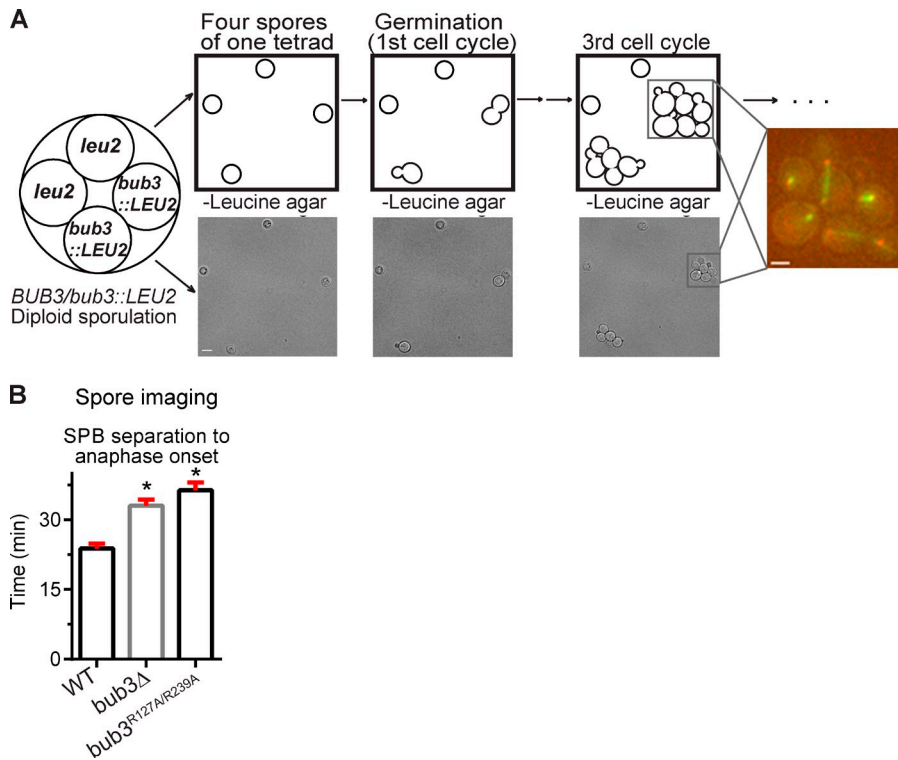 A
Four spores
of one tetrad
Germination
(1st cell cycle)
3rd cell cycle
leu2
leu2
bub3
::LEU2
bub3
::LEU2
-Leucine agar
-Leucine agar
-Leucine agar
. . .
BUB3/bub3::LEU2
Diploid sporulation
B
Spore imaging
SPB separation to
anaphase onset
*
*
Time (min)
30
15
0
WT
bub3Δ
bub3R127A/R239A